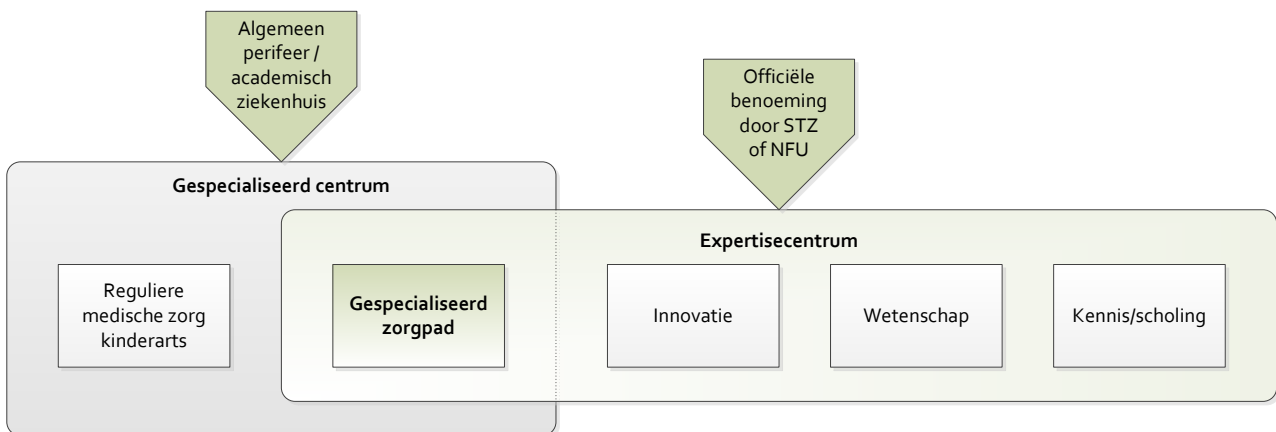 Algemeen
perifeer /
academisch
ziekenhuis
Officiële
benoeming
door STZ
of NFU
Gespecialiseerd centrum
Expertisecentrum
Reguliere
medische zorg
kinderarts
Gespecialiseerd
zorgpad
Innovatie
Wetenschap
Kennis/scholing